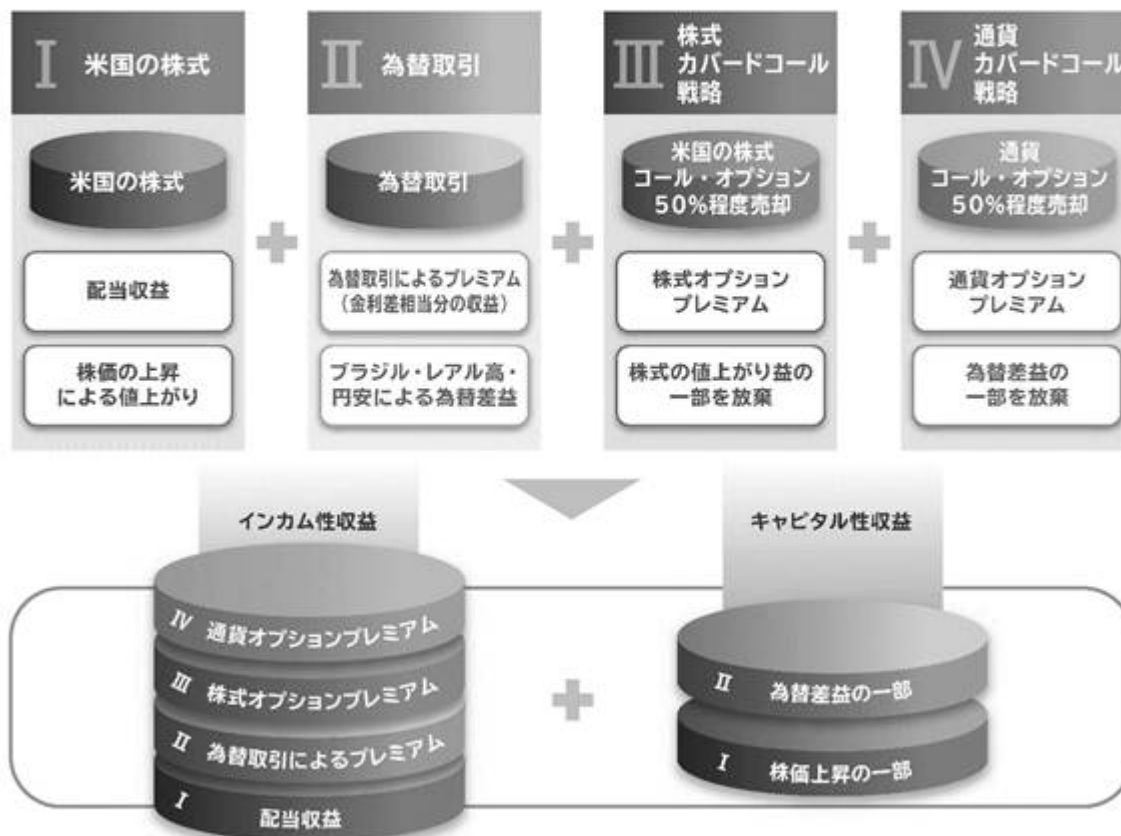 I 米国の株式
II 為替取引
III 株式
カバードコール
戦略
IV 通貨
カバードコール
戦略
米国の株式
為替取引
米国の株式
コール・オプション
50%程度売却
通貨
コール・オプション
50%程度売却
配当収益
為替取引によるプレミアム
(金利差相当分の収益)
株式オプション
プレミアム
通貨オプション
プレミアム
株価の上昇
による値上がり
ブラジル・レアル高・
円安による為替差益
株式の値上がり益の
一部を放棄
為替差益の
一部を放棄
インカム性収益
キャピタル性収益
IV 通貨オプションプレミアム
III 株式オプションプレミアム
II 為替取引によるプレミアム
I 配当収益
II 為替差益の一部
I 株価上昇の一部